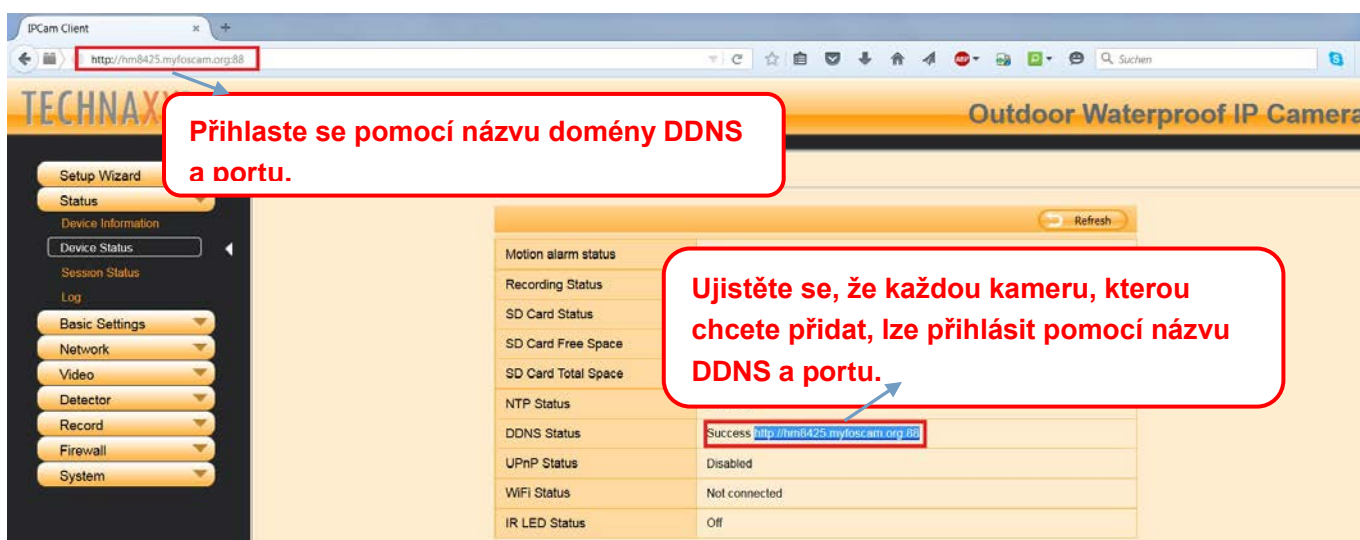 IPCam Client
http://hm8425.myfoscam.org:88
Suchen
TECHNAXX
Outdoor Waterproof IP Camera
Přihlaste se pomocí názvu domény DDNS
a portu.
Setup Wizard
Status
Device Information
Device Status
Session Status
Log
Basic Settings
Network
Video
Detector
Record
Firewall
System
Refresh
Motion alarm status
Recording Status
SD Card Status
SD Card Free Space
SD Card Total Space
NTP Status
DDNS Status
Success http://hm8425.myfoscam.org:88
UPnP Status
Disabled
WiFi Status
Not connected
IR LED Status
Off
Ujistěte se, že každou kameru, kterou
chcete přidat, lze přihlásit pomocí názvu
DDNS a portu.